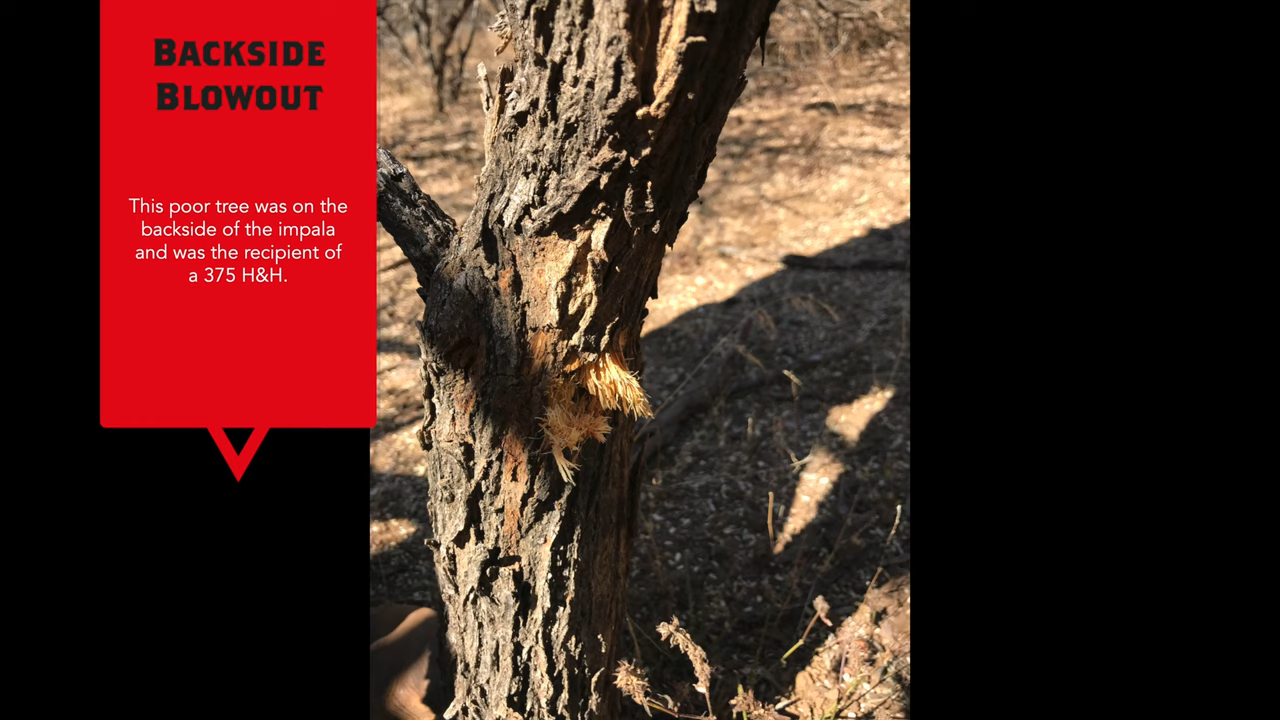 Backside
Blowout
This poor tree was on the
backside of the impala
and was the recipient of
a 375 H&H.